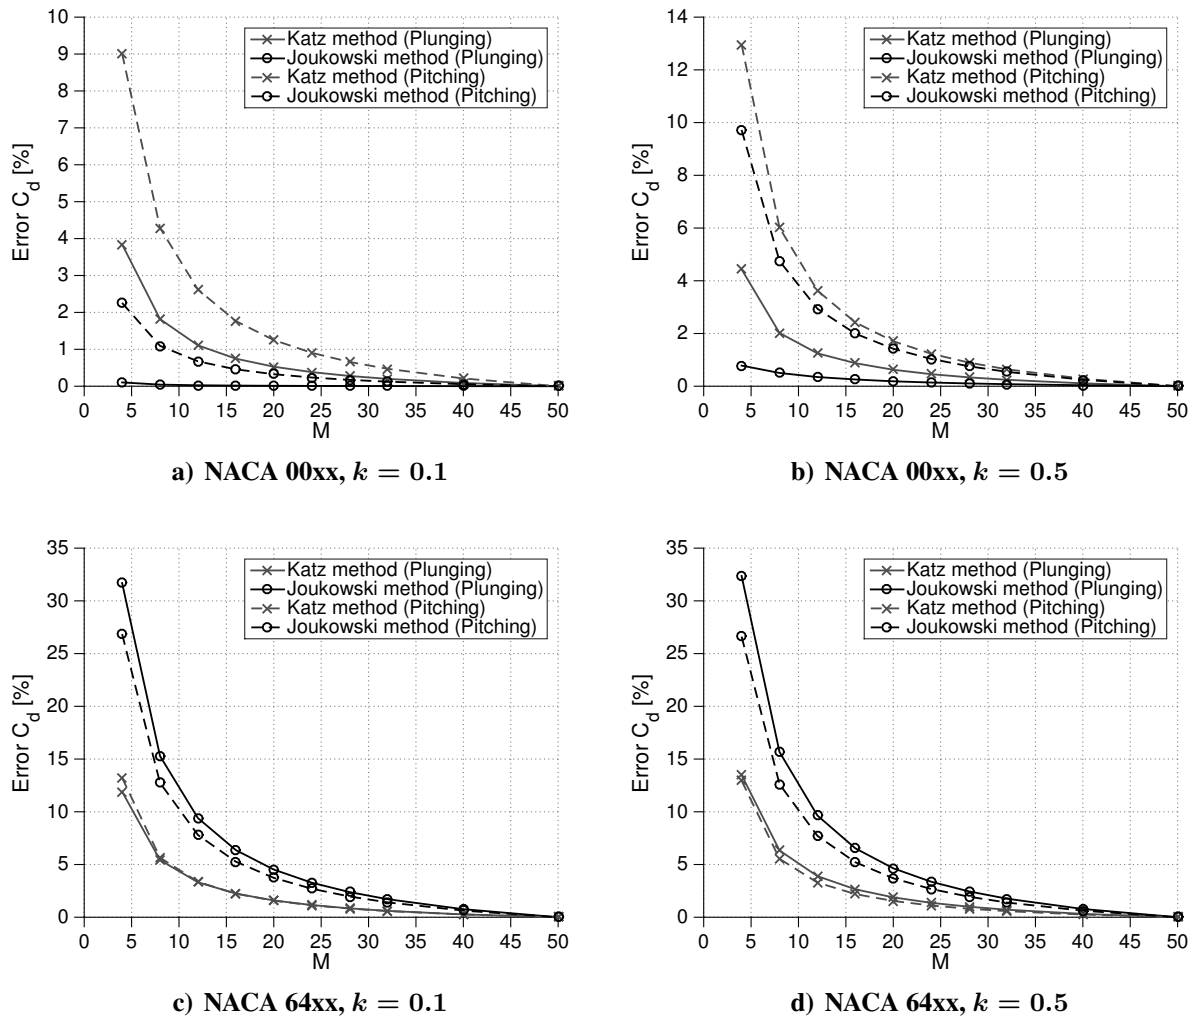 10
9
8
7
6
5
4
3
2
1
0
Error C_d [%]
Katz method (Plunging)
Joukowski method (Plunging)
Katz method (Pitching)
Joukowski method (Pitching)
0 5 10 15 20 25 30 35 40 45 50
M
a) NACA 00xx, k = 0.1
14
12
10
8
6
4
2
0
Error C_d [%]
Katz method (Plunging)
Joukowski method (Plunging)
Katz method (Pitching)
Joukowski method (Pitching)
0 5 10 15 20 25 30 35 40 45 50
M
b) NACA 00xx, k = 0.5
35
30
25
20
15
10
5
0
Error C_d [%]
Katz method (Plunging)
Joukowski method (Plunging)
Katz method (Pitching)
Joukowski method (Pitching)
0 5 10 15 20 25 30 35 40 45 50
M
c) NACA 64xx, k = 0.1
35
30
25
20
15
10
5
0
Error C_d [%]
Katz method (Plunging)
Joukowski method (Plunging)
Katz method (Pitching)
Joukowski method (Pitching)
0 5 10 15 20 25 30 35 40 45 50
M
d) NACA 64xx, k = 0.5